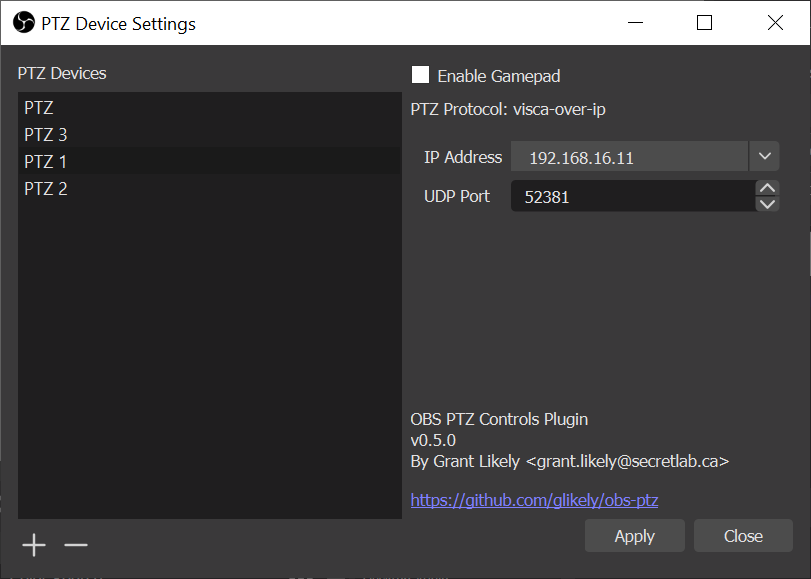 PTZ Device Settings
PTZ Devices
PTZ
PTZ 3
PTZ 1
PTZ 2
Enable Gamepad
PTZ Protocol: visca-over-ip
IP Address 192.168.16.11
UDP Port 52381
OBS PTZ Controls Plugin
v0.5.0
By Grant Likely <grant.likely@secretlab.ca>
https://github.com/glikely/obs-ptz
Apply Close